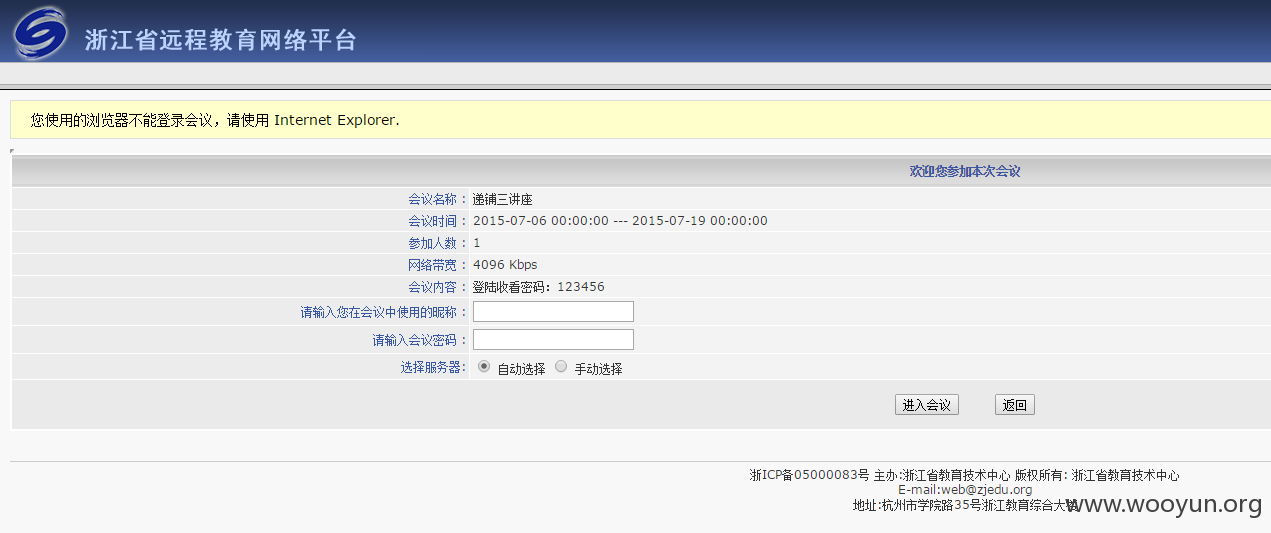 浙江省远程教育网络平台
您使用的浏览器不能登录会议，请使用 Internet Explorer.
欢迎您参加本次会议
会议名称： 递铺三讲座
会议时间： 2015-07-06 00:00:00 --- 2015-07-19 00:00:00
参加人数： 1
网络带宽： 4096 Kbps
会议内容： 登陆收看密码：123456
请输入您在会议中使用的昵称：
请输入会议密码：
选择服务器: 自动选择 手动选择
进入会议 返回
浙ICP备05000083号 主办:浙江省教育技术中心 版权所有: 浙江省教育技术中心
E-mail:web@zjedu.org
地址:杭州市学院路35号浙江教育综合大楼
www.wooyun.org